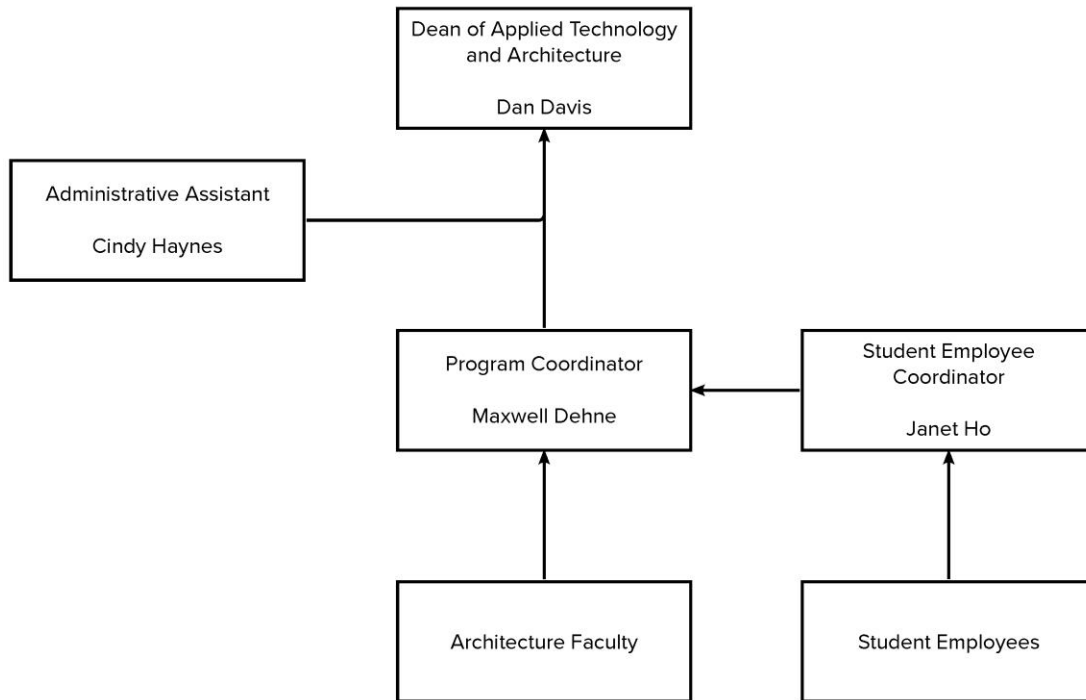 Dean of Applied Technology
and Architecture
Dan Davis
Administrative Assistant
Cindy Haynes
Program Coordinator
Maxwell Dehne
Student Employee
Coordinator
Janet Ho
Architecture Faculty
Student Employees